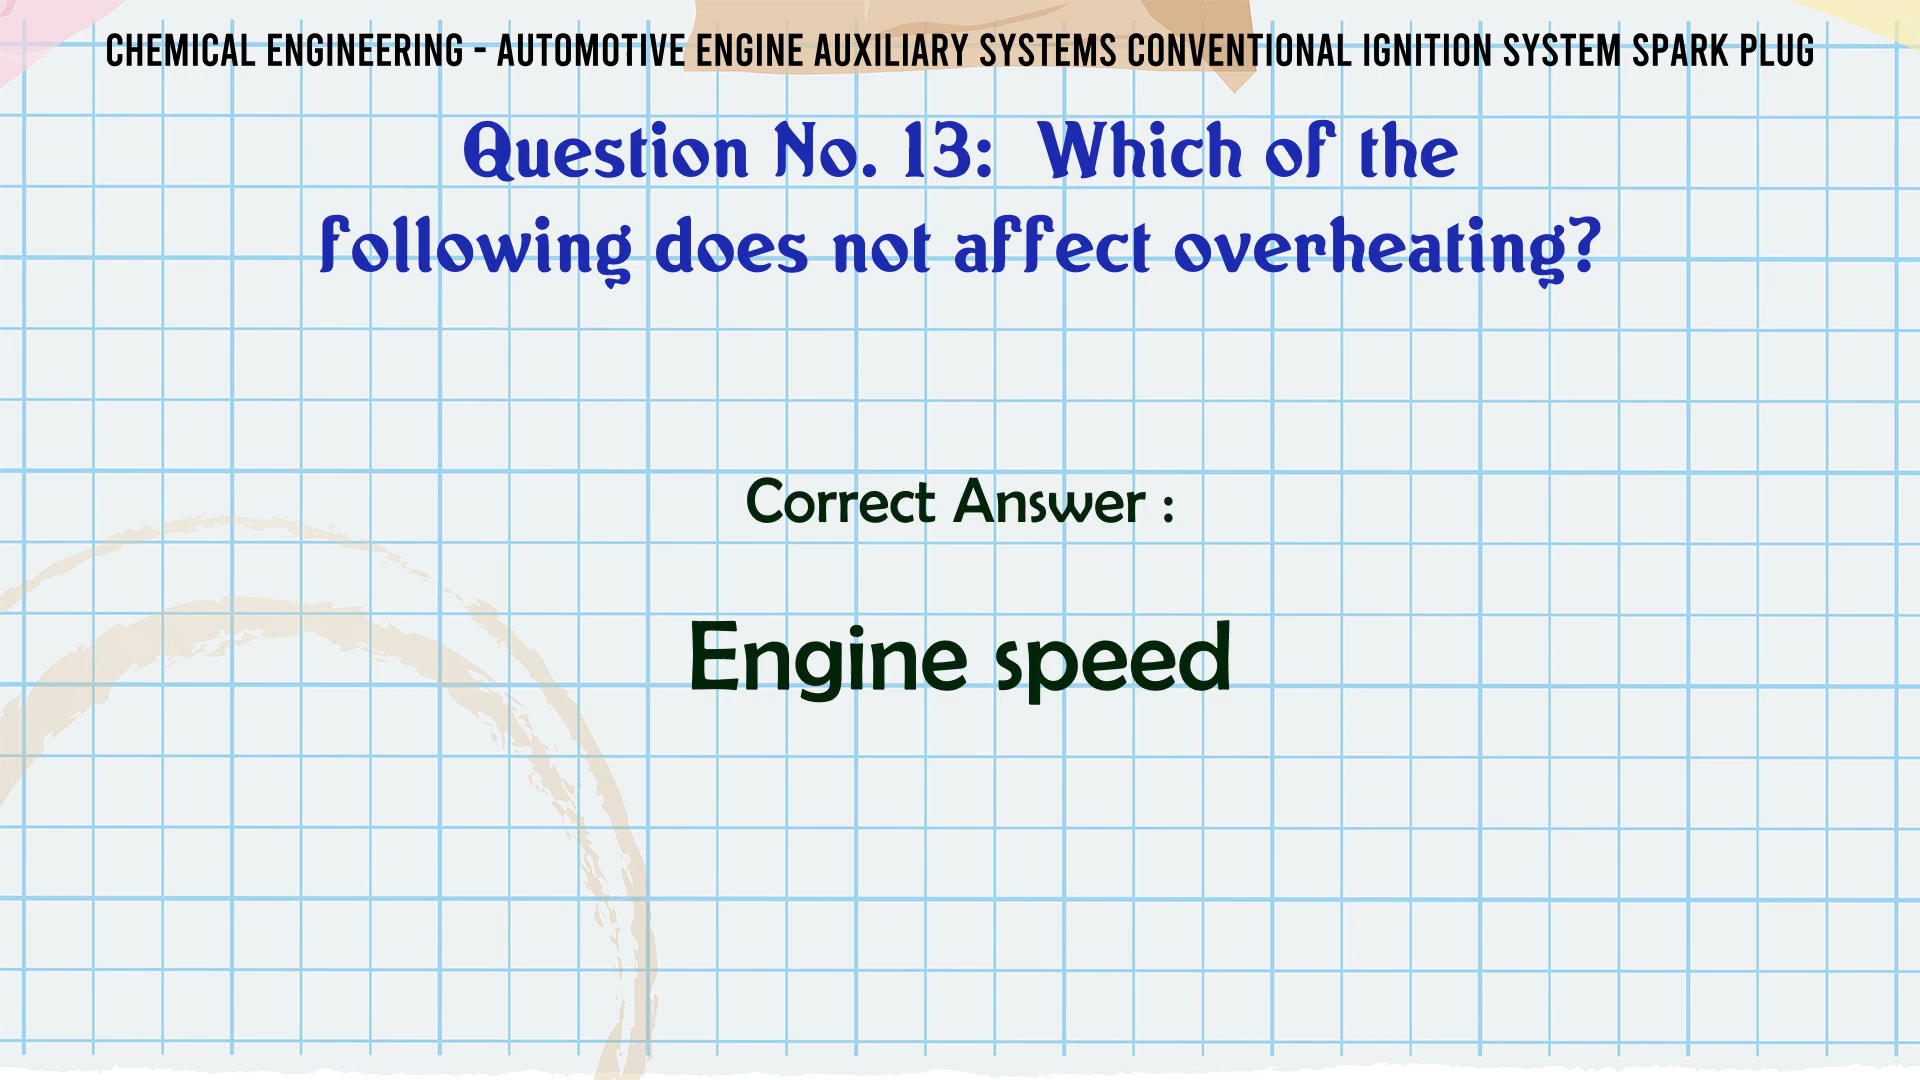 CHEMICAL ENGINEERING - AUTOMOTIVE ENGINE AUXILIARY SYSTEMS CONVENTIONAL IGNITION SYSTEM SPARK PLUG
Question No. 13: Which of the
following does not affect overheating?
Correct Answer :
Engine speed